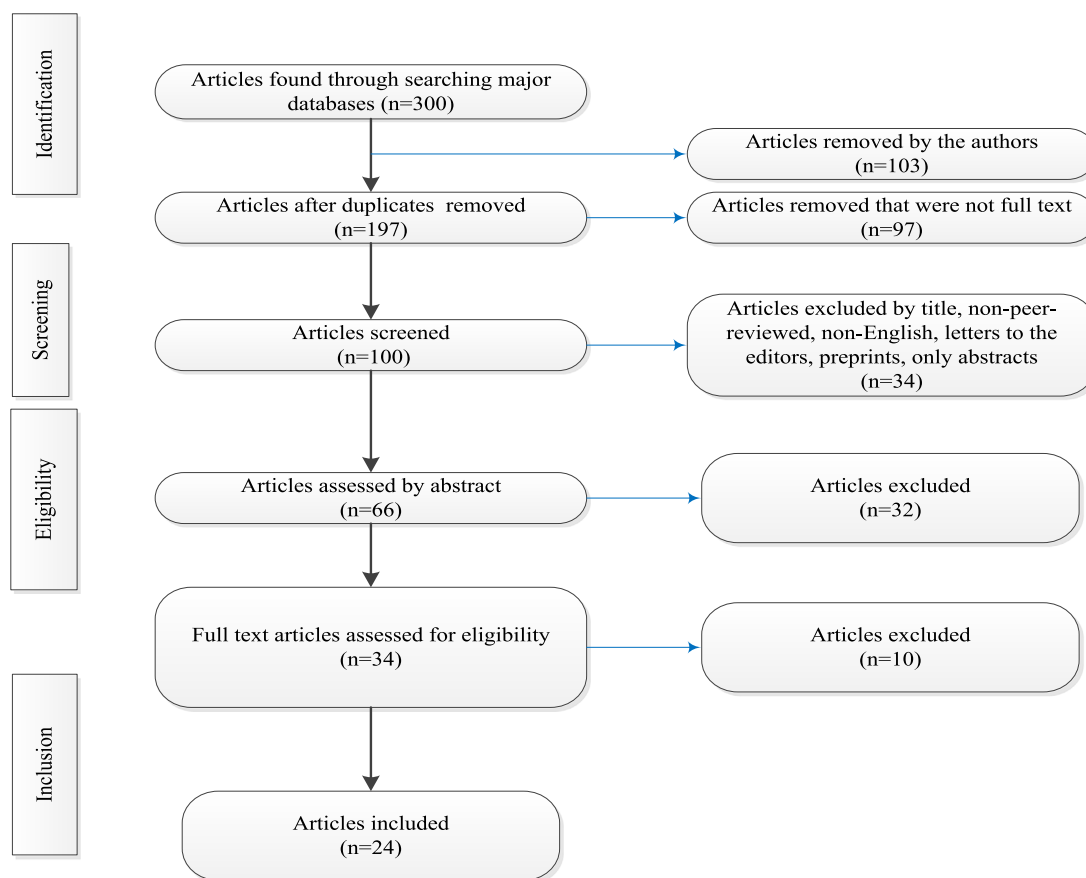 Identification
Articles found through searching major
databases (n=300)
Articles removed by the authors
(n=103)
Articles after duplicates removed
(n=197)
Articles removed that were not full text
(n=97)
Screening
Articles screened
(n=100)
Articles excluded by title, non-peer-
reviewed, non-English, letters to the
editors, preprints, only abstracts
(n=34)
Eligibility
Articles assessed by abstract
(n=66)
Articles excluded
(n=32)
Full text articles assessed for eligibility
(n=34)
Articles excluded
(n=10)
Inclusion
Articles included
(n=24)